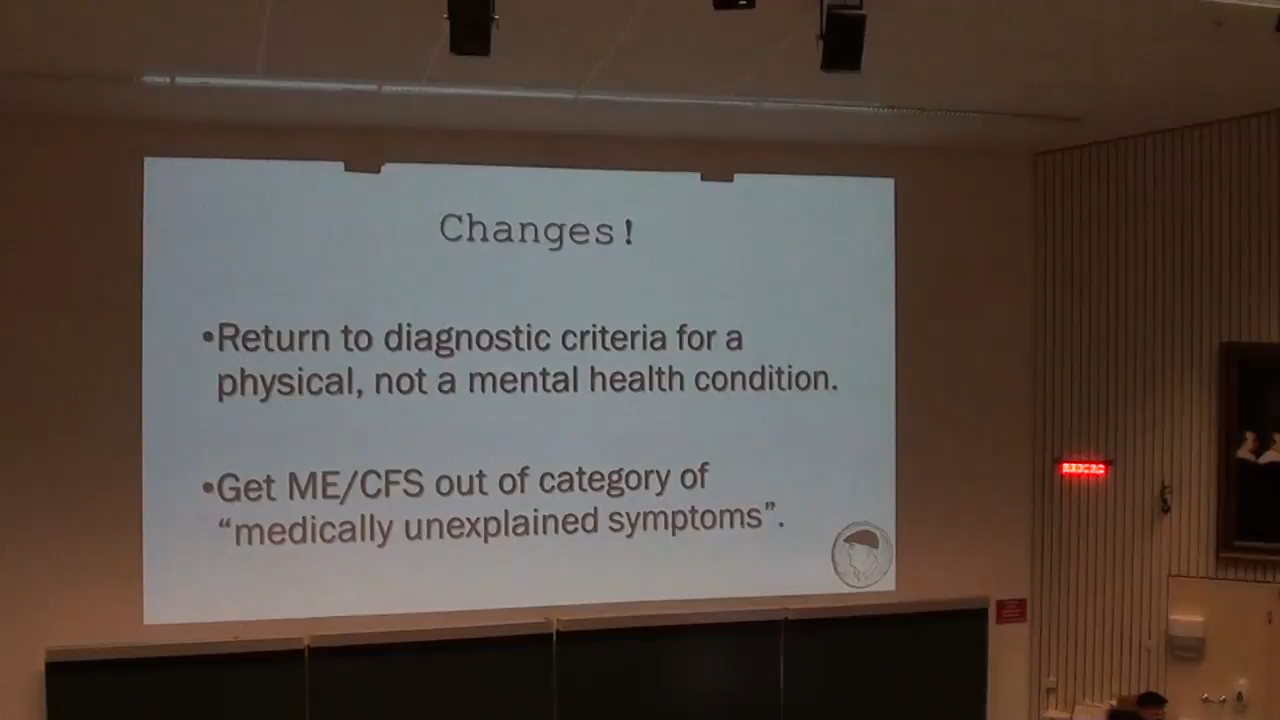 Changes!
•Return to diagnostic criteria for a
physical, not a mental health condition.
•Get ME/CFS out of category of
“medically unexplained symptoms”.